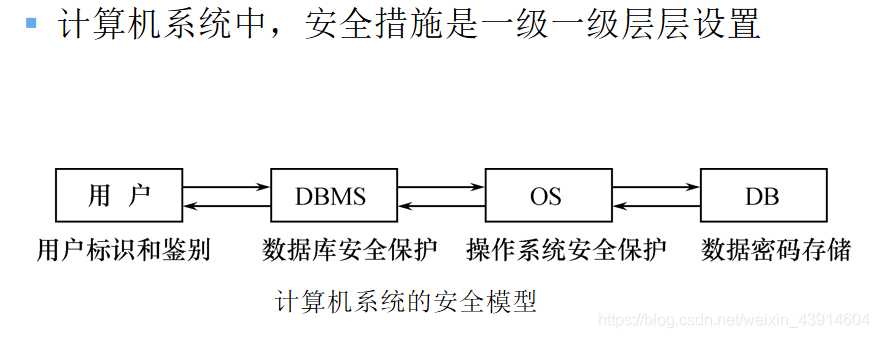 计算机系统中，安全措施是一级一级层层设置
用 户 DBMS OS DB
用户标识和鉴别 数据库安全保护 操作系统安全保护 数据密码存储
计算机系统的安全模型
https://blog.csdn.net/weixin_43914604